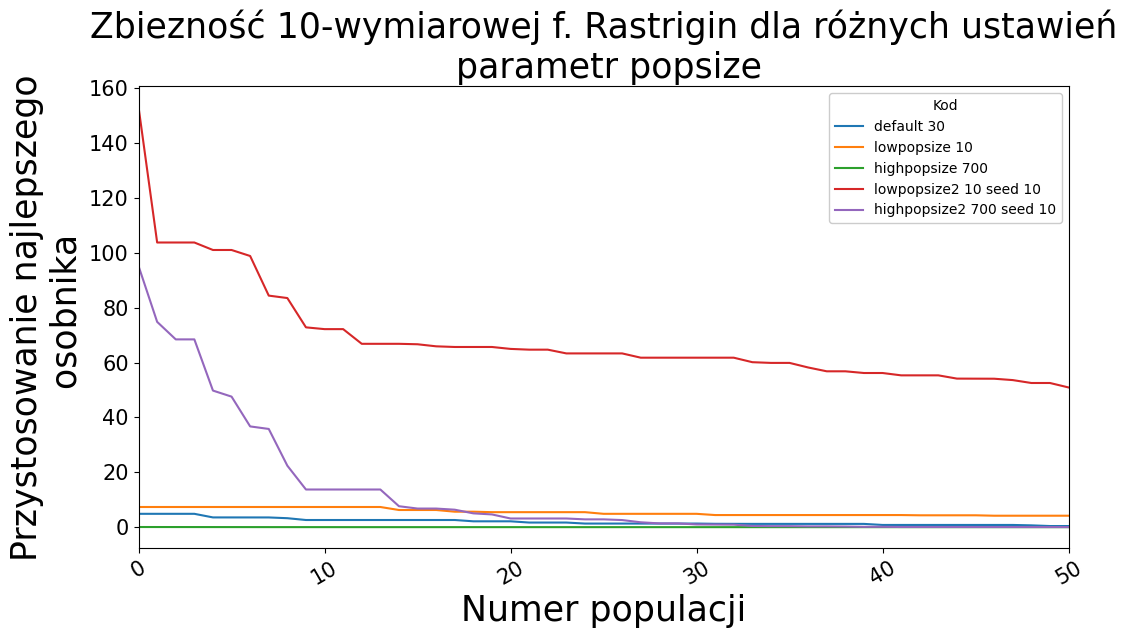 Zbiezność 10-wymiarowej f. Rastrigin dla różnych ustawień
parametr popsize
Przystosowanie najlepszego
osobnika
160
140
120
100
80
60
40
20
0
Kod
default 30
lowpopsize 10
highpopsize 700
lowpopsize2 10 seed 10
highpopsize2 700 seed 10
0
10
20
30
40
50
Numer populacji